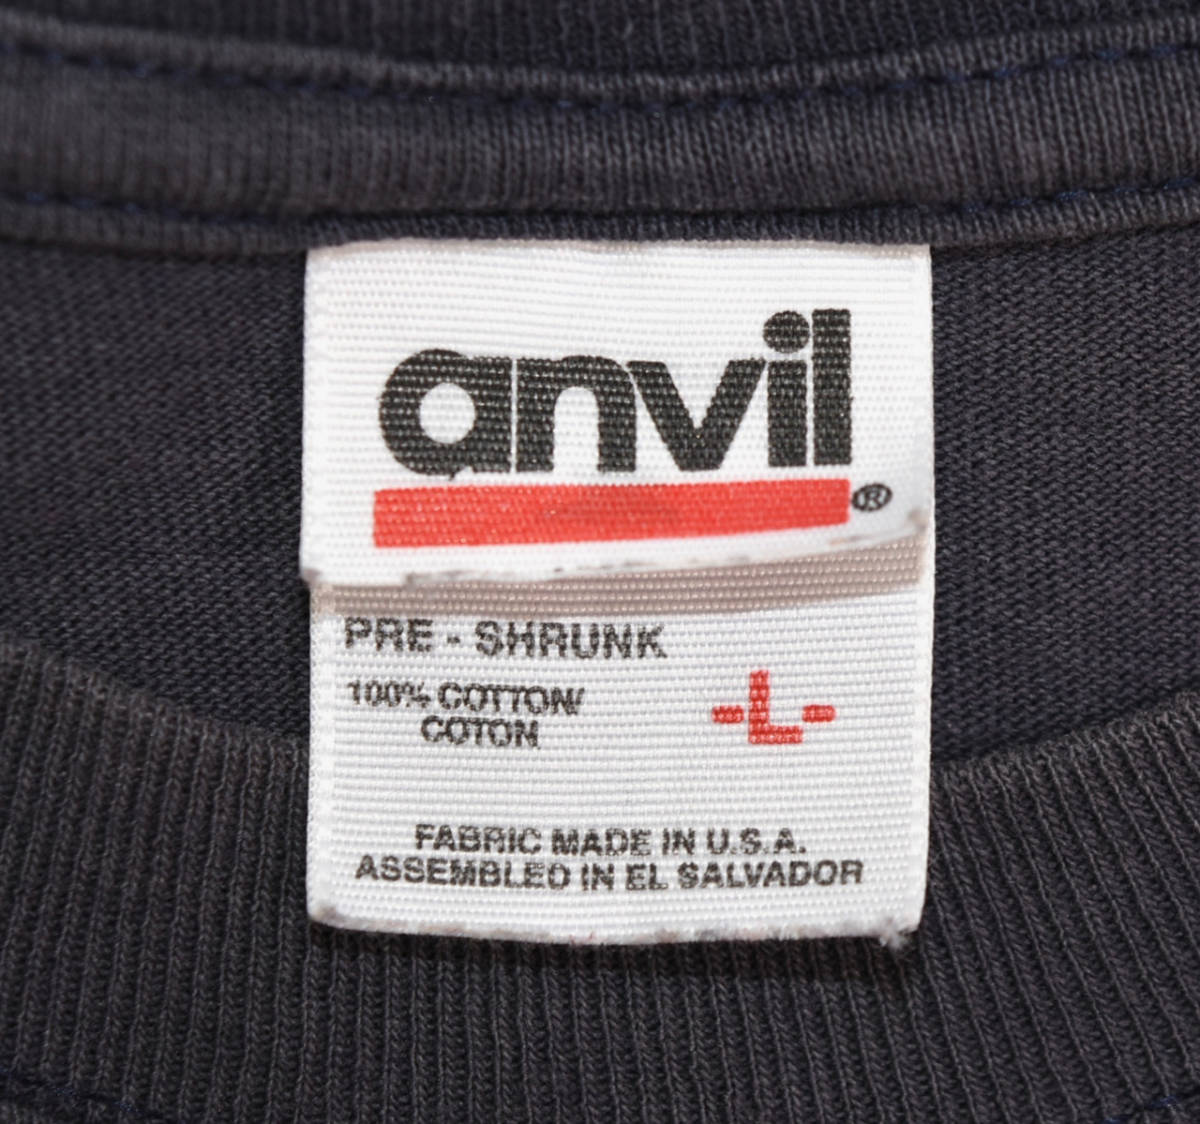 anvil®
PRE - SHRUNK
100% COTTON/
COTON
-L-
FABRIC MADE IN U.S.A.
ASSEMBLED IN EL SALVADOR